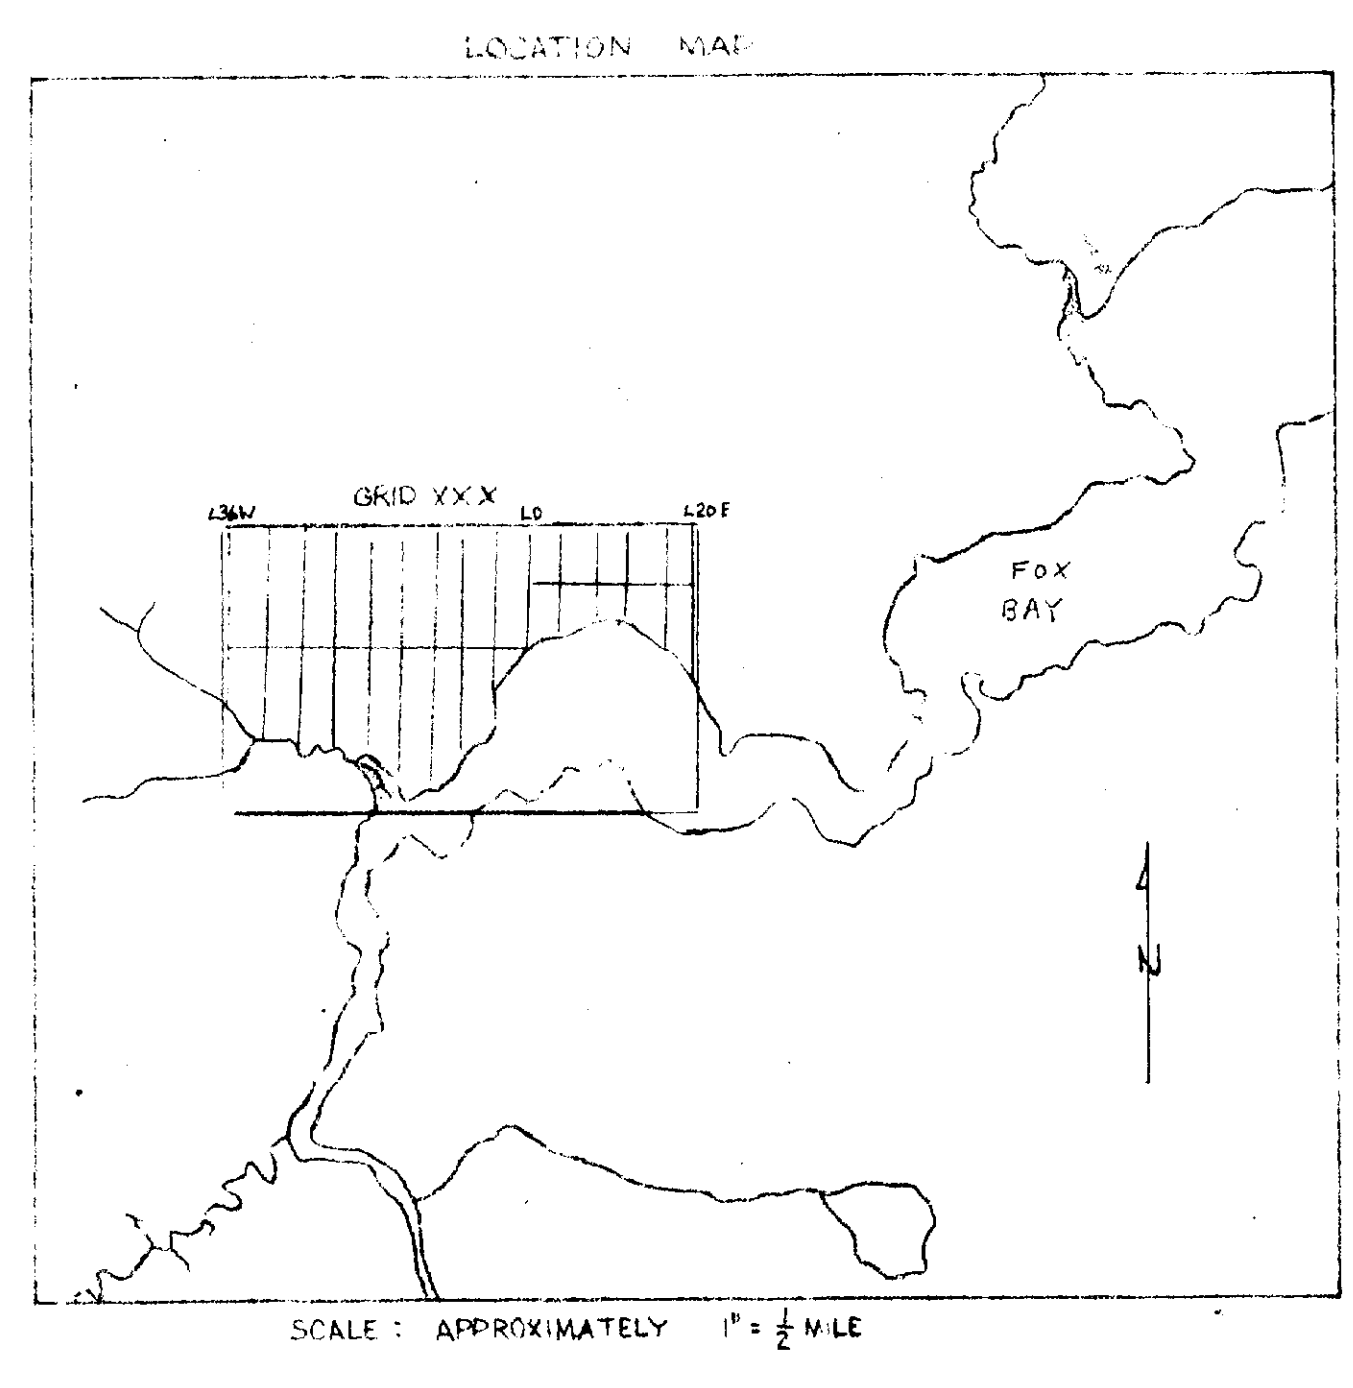 LOCATION MAP
GRID XXX
L36W L0 L20E
FOX
BAY
N
SCALE : APPROXIMATELY 1" = 1/2 MILE